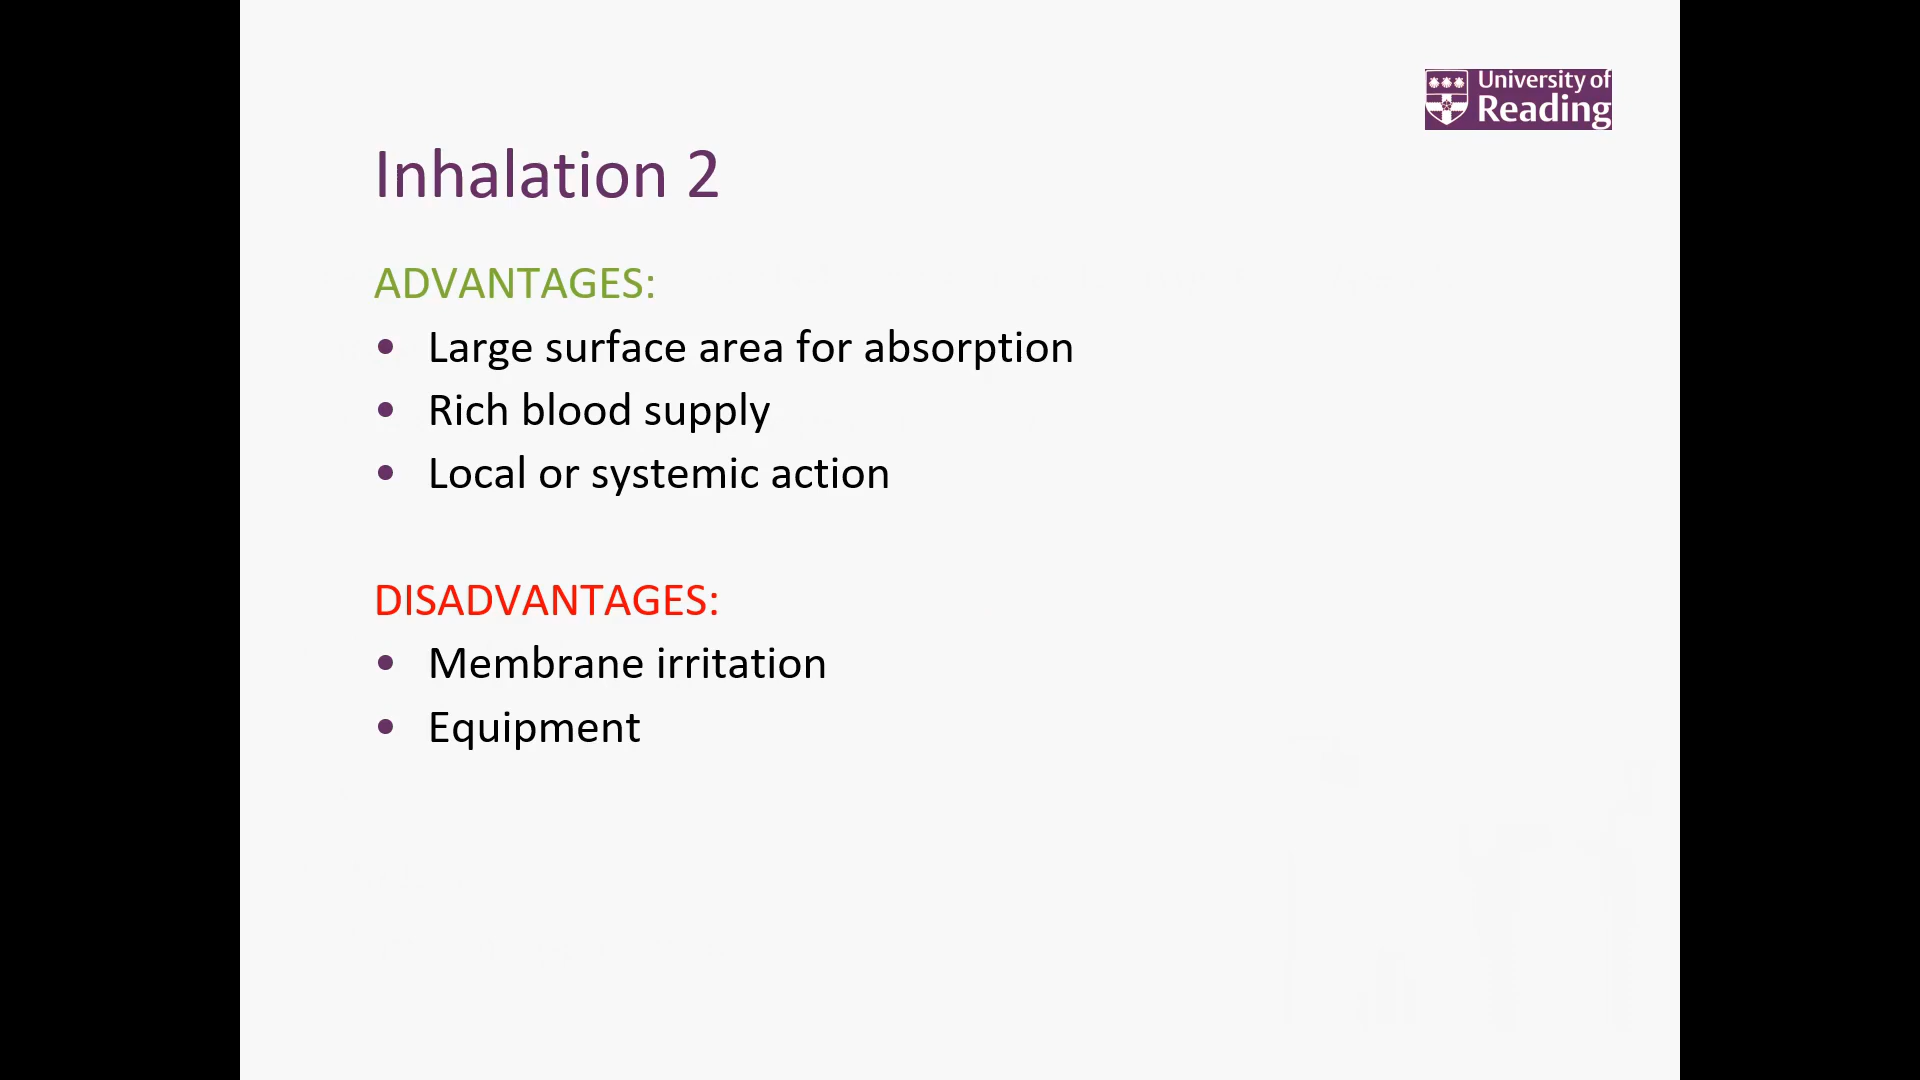 University of
Reading
Inhalation 2
ADVANTAGES:
• Large surface area for absorption
• Rich blood supply
• Local or systemic action
DISADVANTAGES:
• Membrane irritation
• Equipment